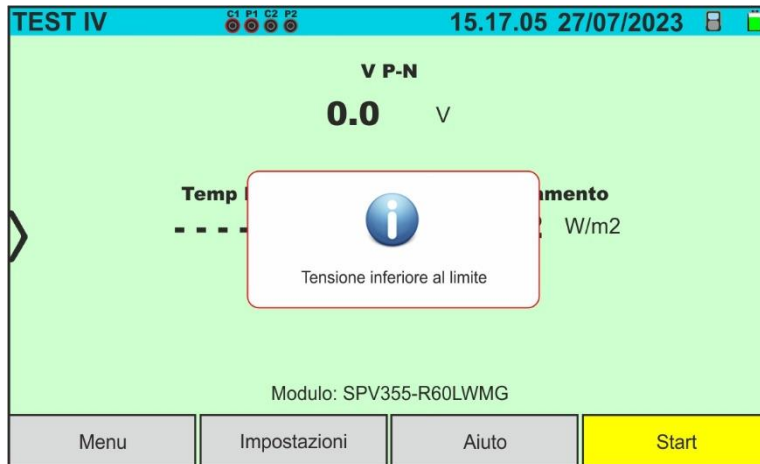 TEST IV C1 P1 C2 P2 15.17.05 27/07/2023
V P-N
0.0 V
Temp
W/m2
Tensione inferiore al limite
Modulo: SPV355-R60LWMG
Menu Impostazioni Aiuto Start